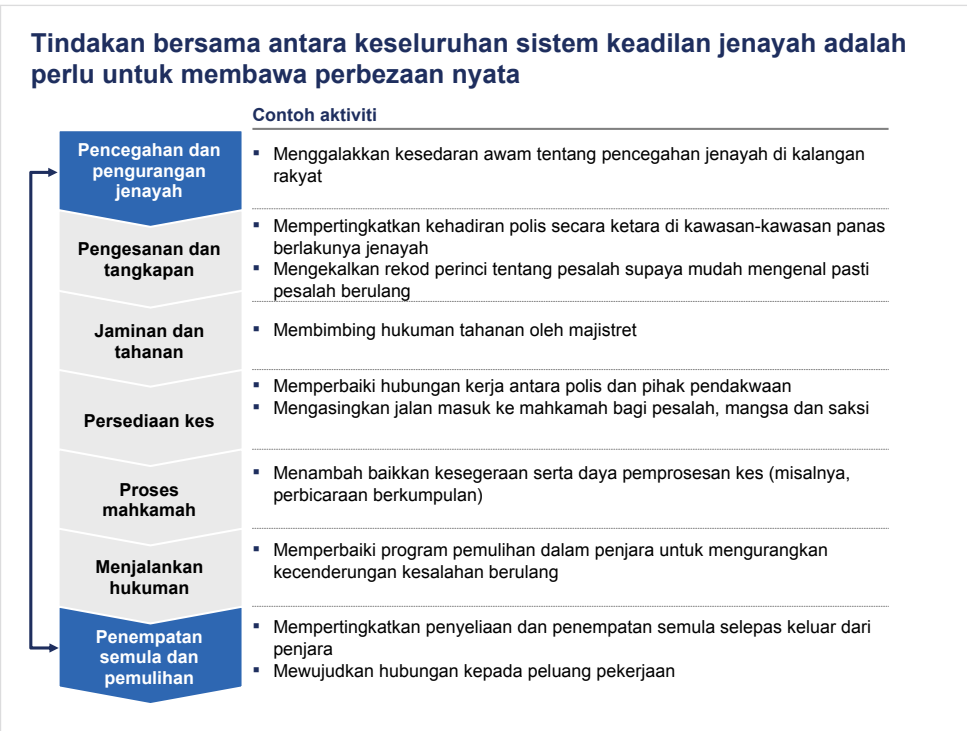 Tindakan bersama antara keseluruhan sistem keadilan jenayah adalah
perlu untuk membawa perbezaan nyata
Contoh aktiviti
Pencegahan dan
pengurangan
jenayah
▪ Menggalakkan kesedaran awam tentang pencegahan jenayah di kalangan
rakyat
Pengesanan dan
tangkapan
▪ Mempertingkatkan kehadiran polis secara ketara di kawasan-kawasan panas
berlakunya jenayah
▪ Mengekalkan rekod perinci tentang pesalah supaya mudah mengenal pasti
pesalah berulang
Jaminan dan
tahanan
▪ Membimbing hukuman tahanan oleh majistret
Persediaan kes
▪ Memperbaiki hubungan kerja antara polis dan pihak pendakwaan
▪ Mengasingkan jalan masuk ke mahkamah bagi pesalah, mangsa dan saksi
Proses
mahkamah
▪ Menambah baikkan kesegeraan serta daya pemprosesan kes (misalnya,
perbicaraan berkumpulan)
Menjalankan
hukuman
▪ Memperbaiki program pemulihan dalam penjara untuk mengurangkan
kecenderungan kesalahan berulang
Penempatan
semula dan
pemulihan
▪ Mempertingkatkan penyeliaan dan penempatan semula selepas keluar dari
penjara
▪ Mewujudkan hubungan kepada peluang pekerjaan